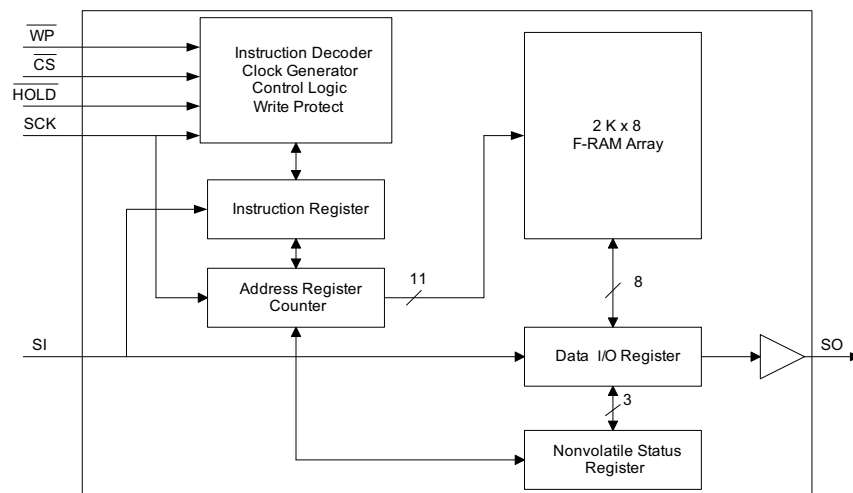 WP
CS
HOLD
SCK
Instruction Decoder
Clock Generator
Control Logic
Write Protect
2 K x 8
F-RAM Array
Instruction Register
Address Register
Counter
11
8
SI
Data I/O Register
SO
3
Nonvolatile Status
Register